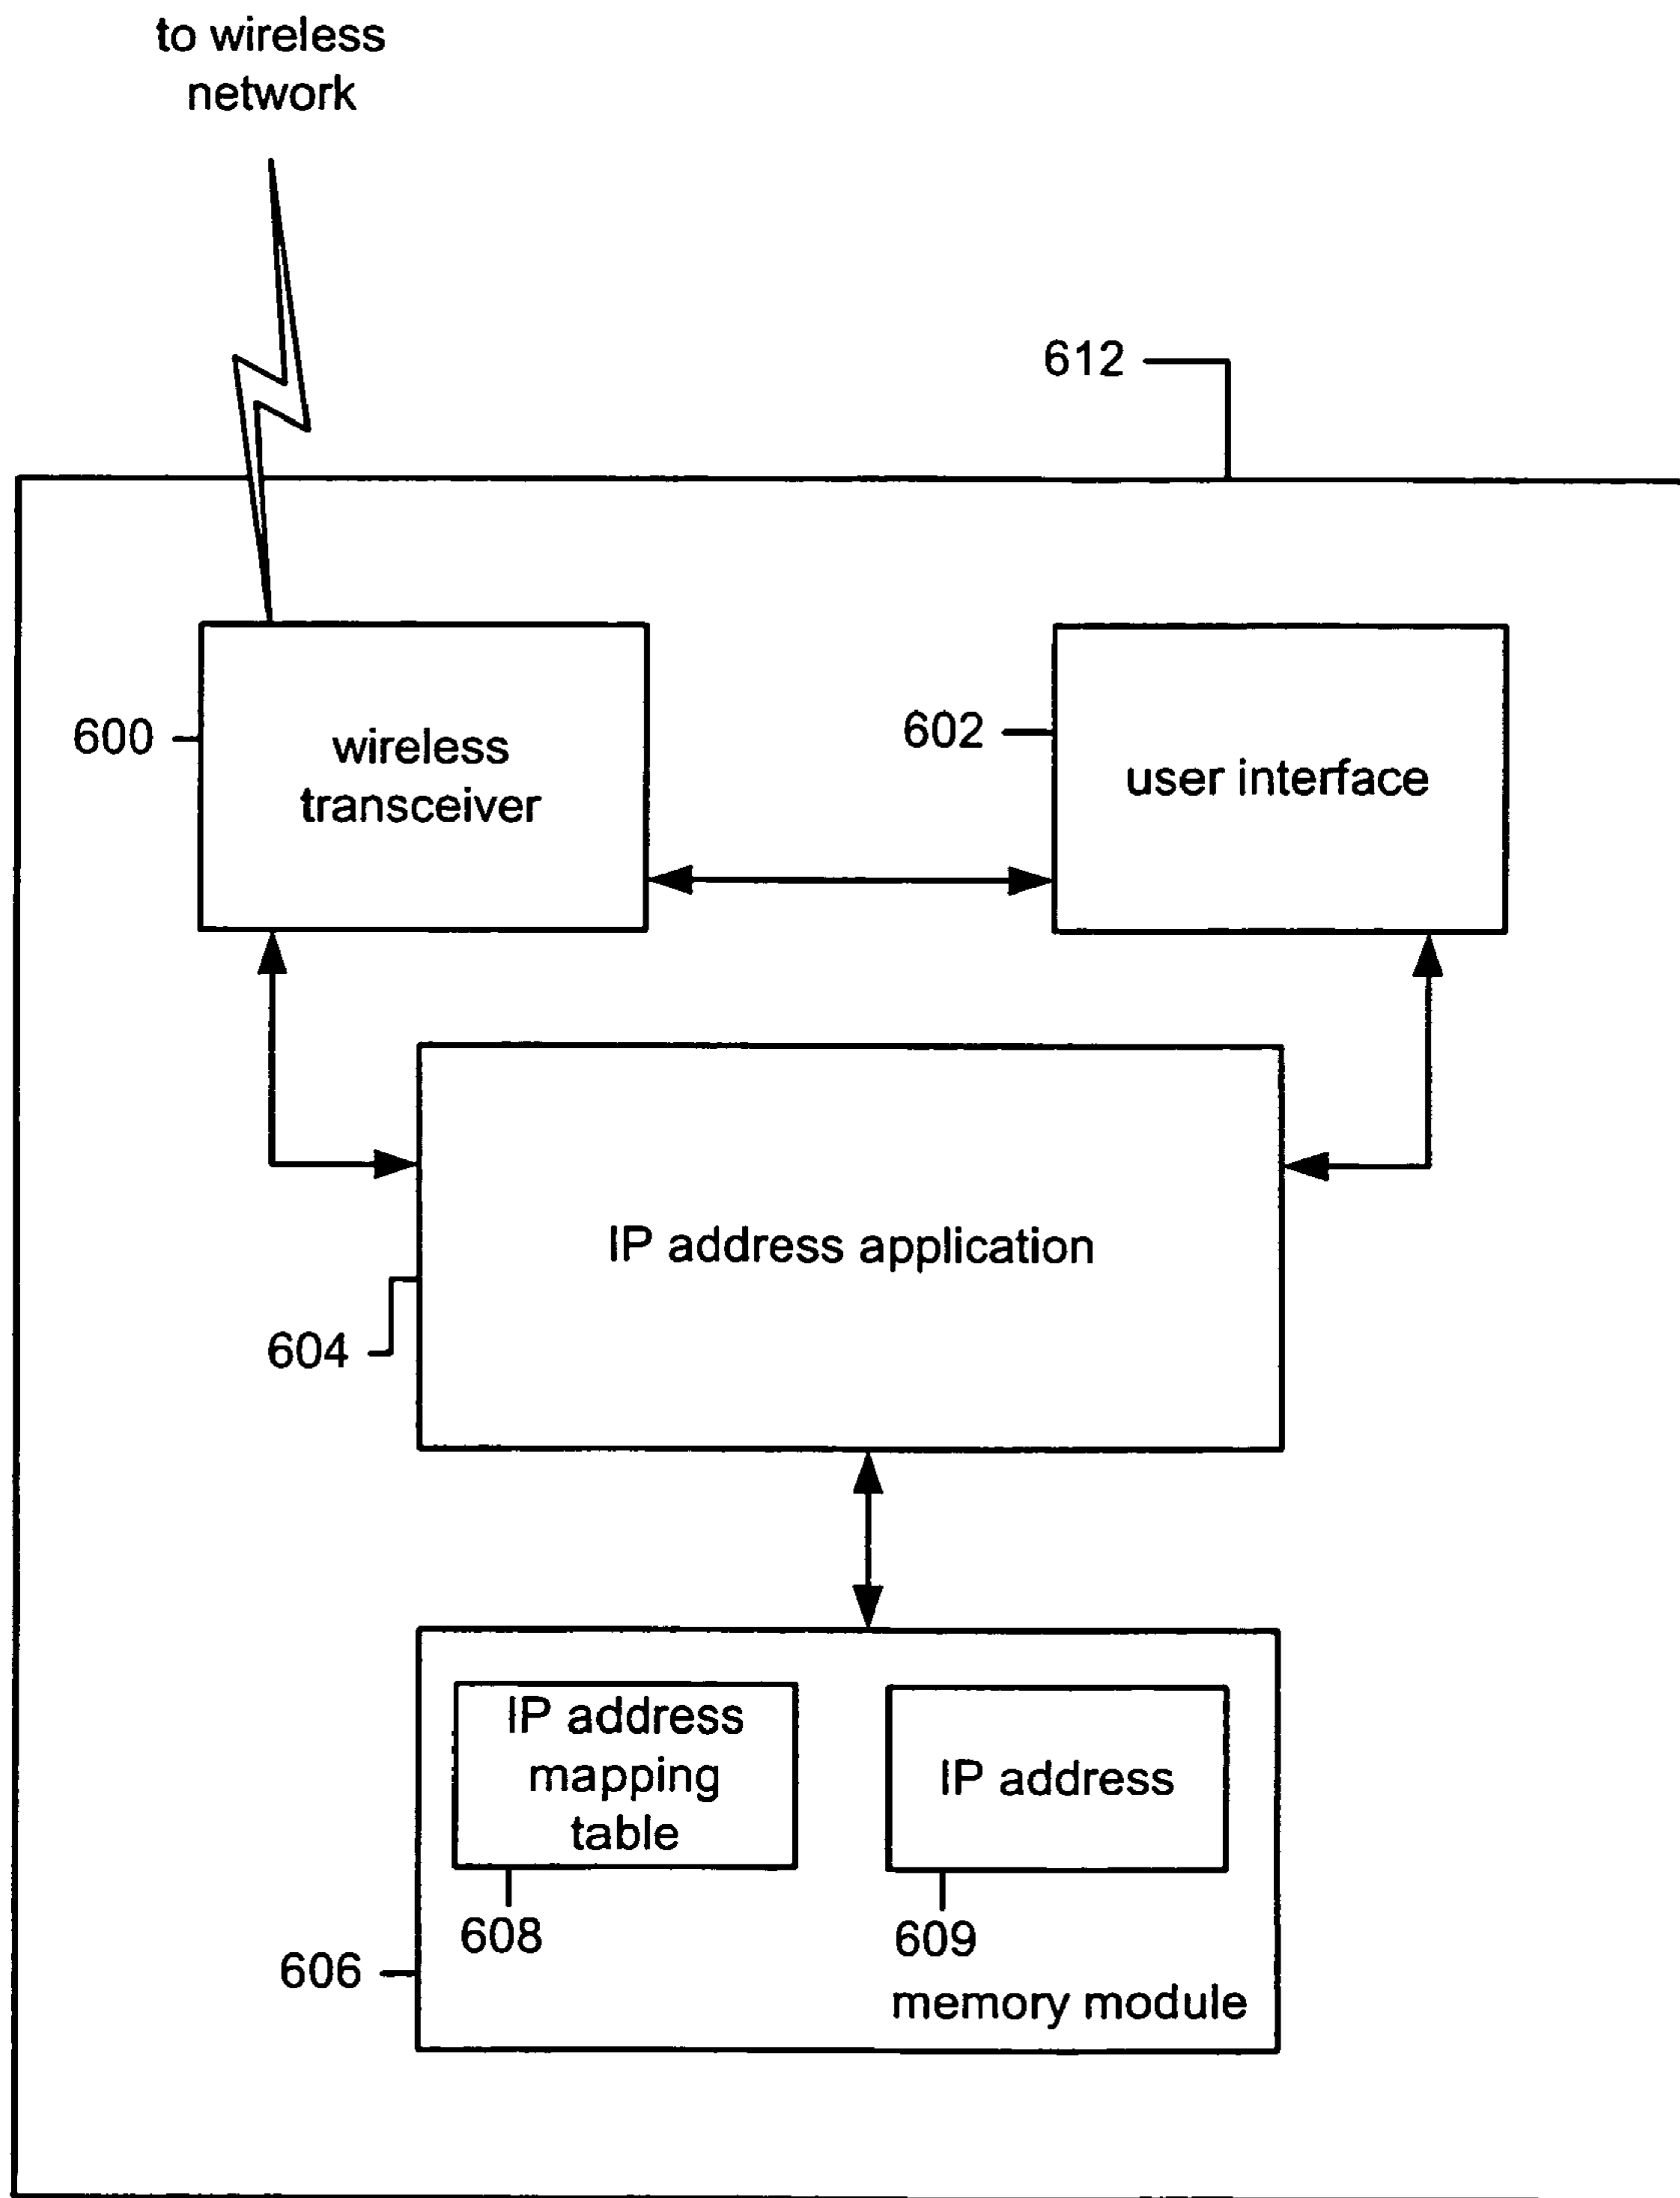 to wireless
network
612
600
wireless
transceiver
602
user interface
IP address application
604
IP address
mapping
table
IP address
608
609
606
memory module